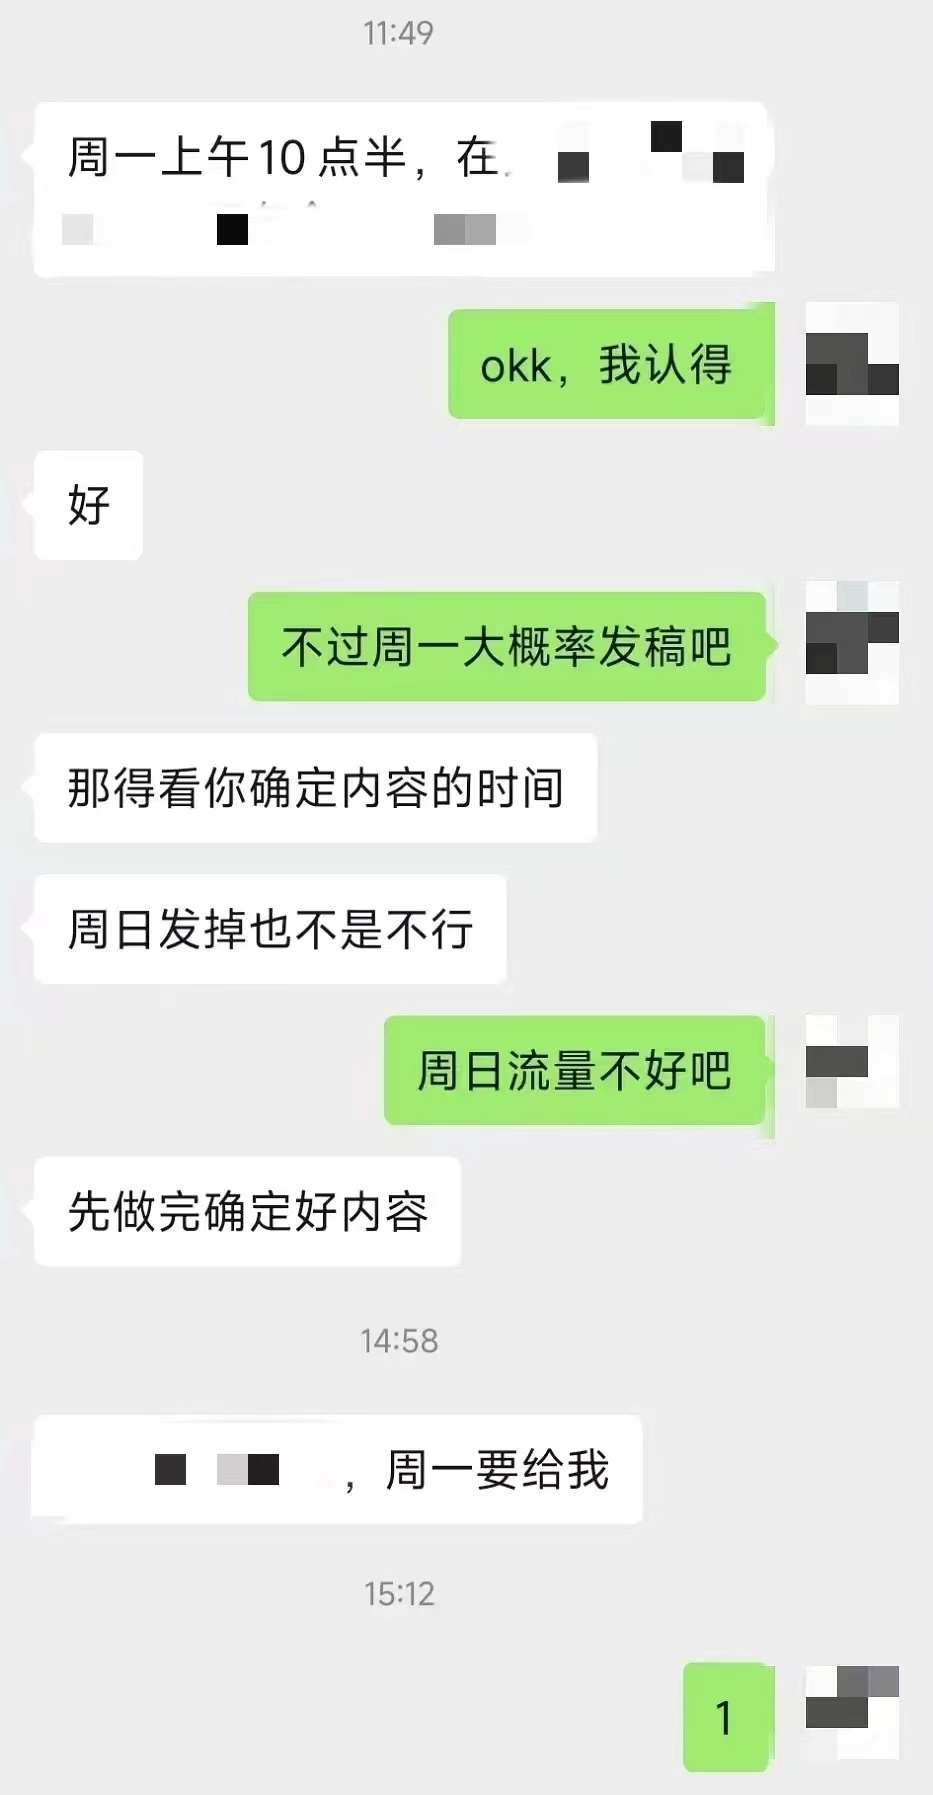 11:49
周一上午10点半，在
okk，我认得
好
不过周一大概率发稿吧
那得看你确定内容的时间
周日发掉也不是不行
周日流量不好吧
先做完确定好内容
14:58
，周一要给我
15:12
1